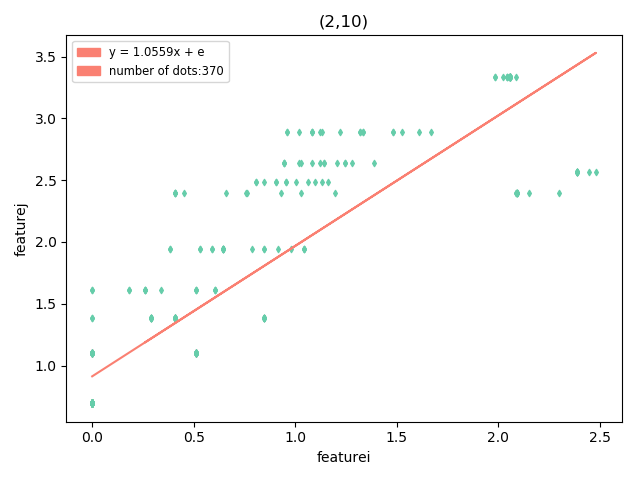 (2,10)
y = 1.0559x + e
number of dots:370
3.5
3.0
2.5
2.0
1.5
1.0
featurej
0.0 0.5 1.0 1.5 2.0 2.5
featurei